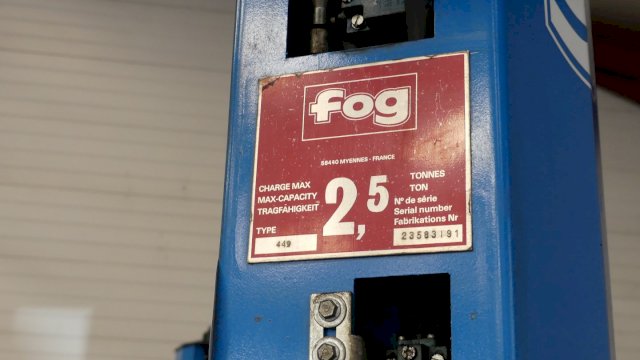 fog
58440 MYENNES - FRANCE
CHARGE MAX
MAX-CAPACITY
TRAGFÄHIGKEIT
2,5
TONNES
TON
N° de série
Serial number
Fabrikations Nr
TYPE
449
23583191